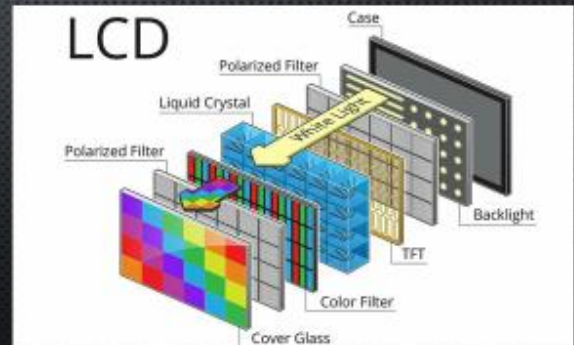 LCD
Case
Polarized Filter
White Light
Liquid Crystal
Polarized Filter
Backlight
TFT
Color Filter
Cover Glass